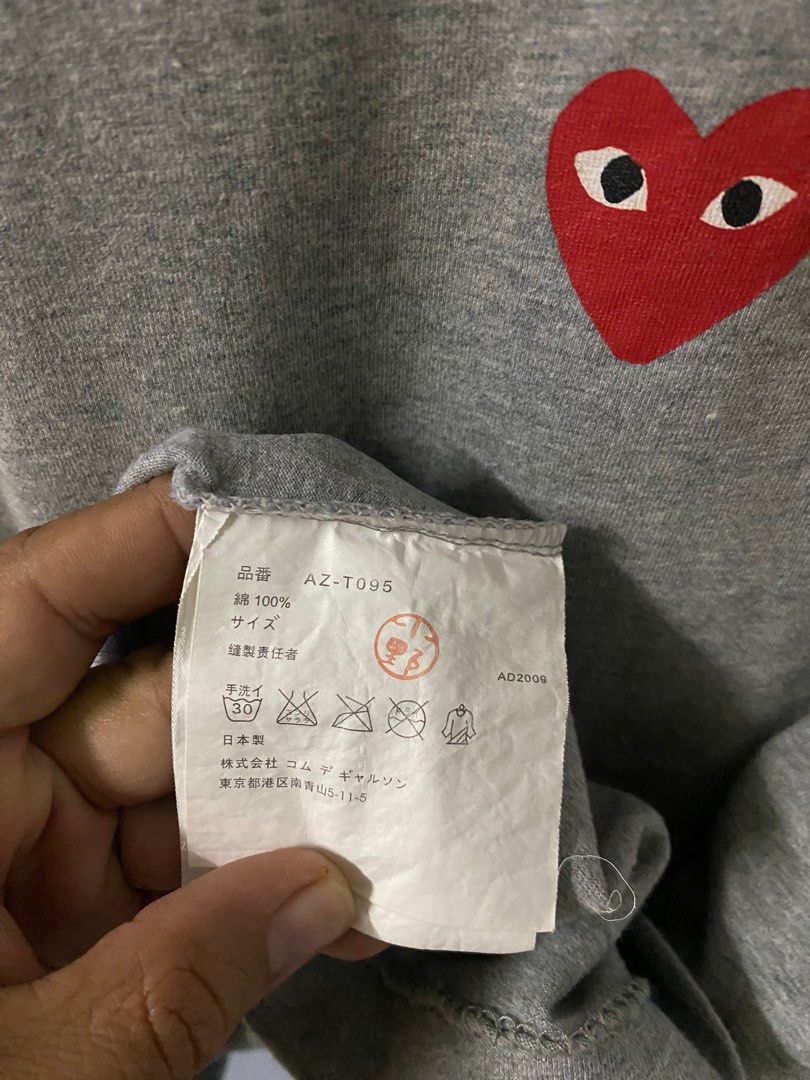 品番 AZ-T095
綿 100%
サイズ
缝製责任者
AD2009
手洗イ
30
日本製
株式会社 コム デ ギャルソン
東京都港区南青山5-11-5